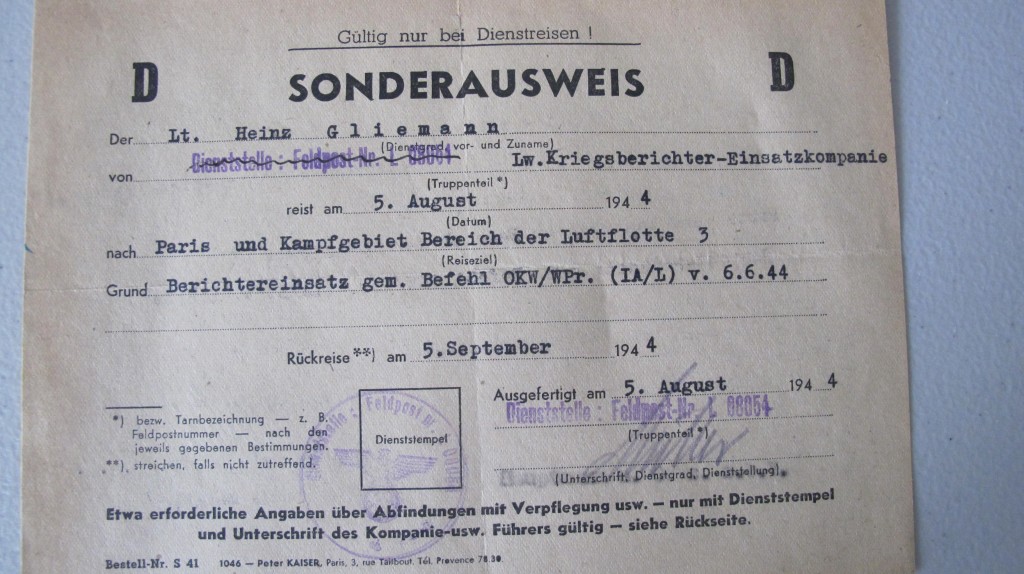 Gültig nur bei Dienstreisen !
D SONDERAUSWEIS D
Der Lt. Heinz Gliemann
(Dienstgrad, vor- und Zuname)
von Dienststelle : Feldpost-Nr. L Lw.Kriegsberichter-Einsatzkompanie
(Truppenteil *)
reist am 5. August 1944
(Datum)
nach Paris und Kampfgebiet Bereich der Luftflotte 3
(Reiseziel)
Grund Berichtereinsatz gem. Befehl OKW/WPr. (IA/L) v. 6.6.44
Rückreise **) am 5.September 1944
Ausgefertigt am 5. August 1944
Dienststelle : Feldpost-Nr. L
(Truppenteil *)
(Unterschrift, Dienstgrad, Dienststellung).
*) bezw. Tarnbezeichnung — z. B.
Feldpostnummer — nach den
jeweils gegebenen Bestimmungen.
**), streichen, falls nicht zutreffend.
Dienststempel
Feldpost
Etwa erforderliche Angaben über Abfindungen mit Verpflegung usw. — nur mit Dienststempel
und Unterschrift des Kompanie-usw. Führers gültig — siehe Rückseite.
Bestell-Nr. S 41 1046 — Peter KAISER, Paris, 3, rue Taitbout. Tél. Provence 78.30.